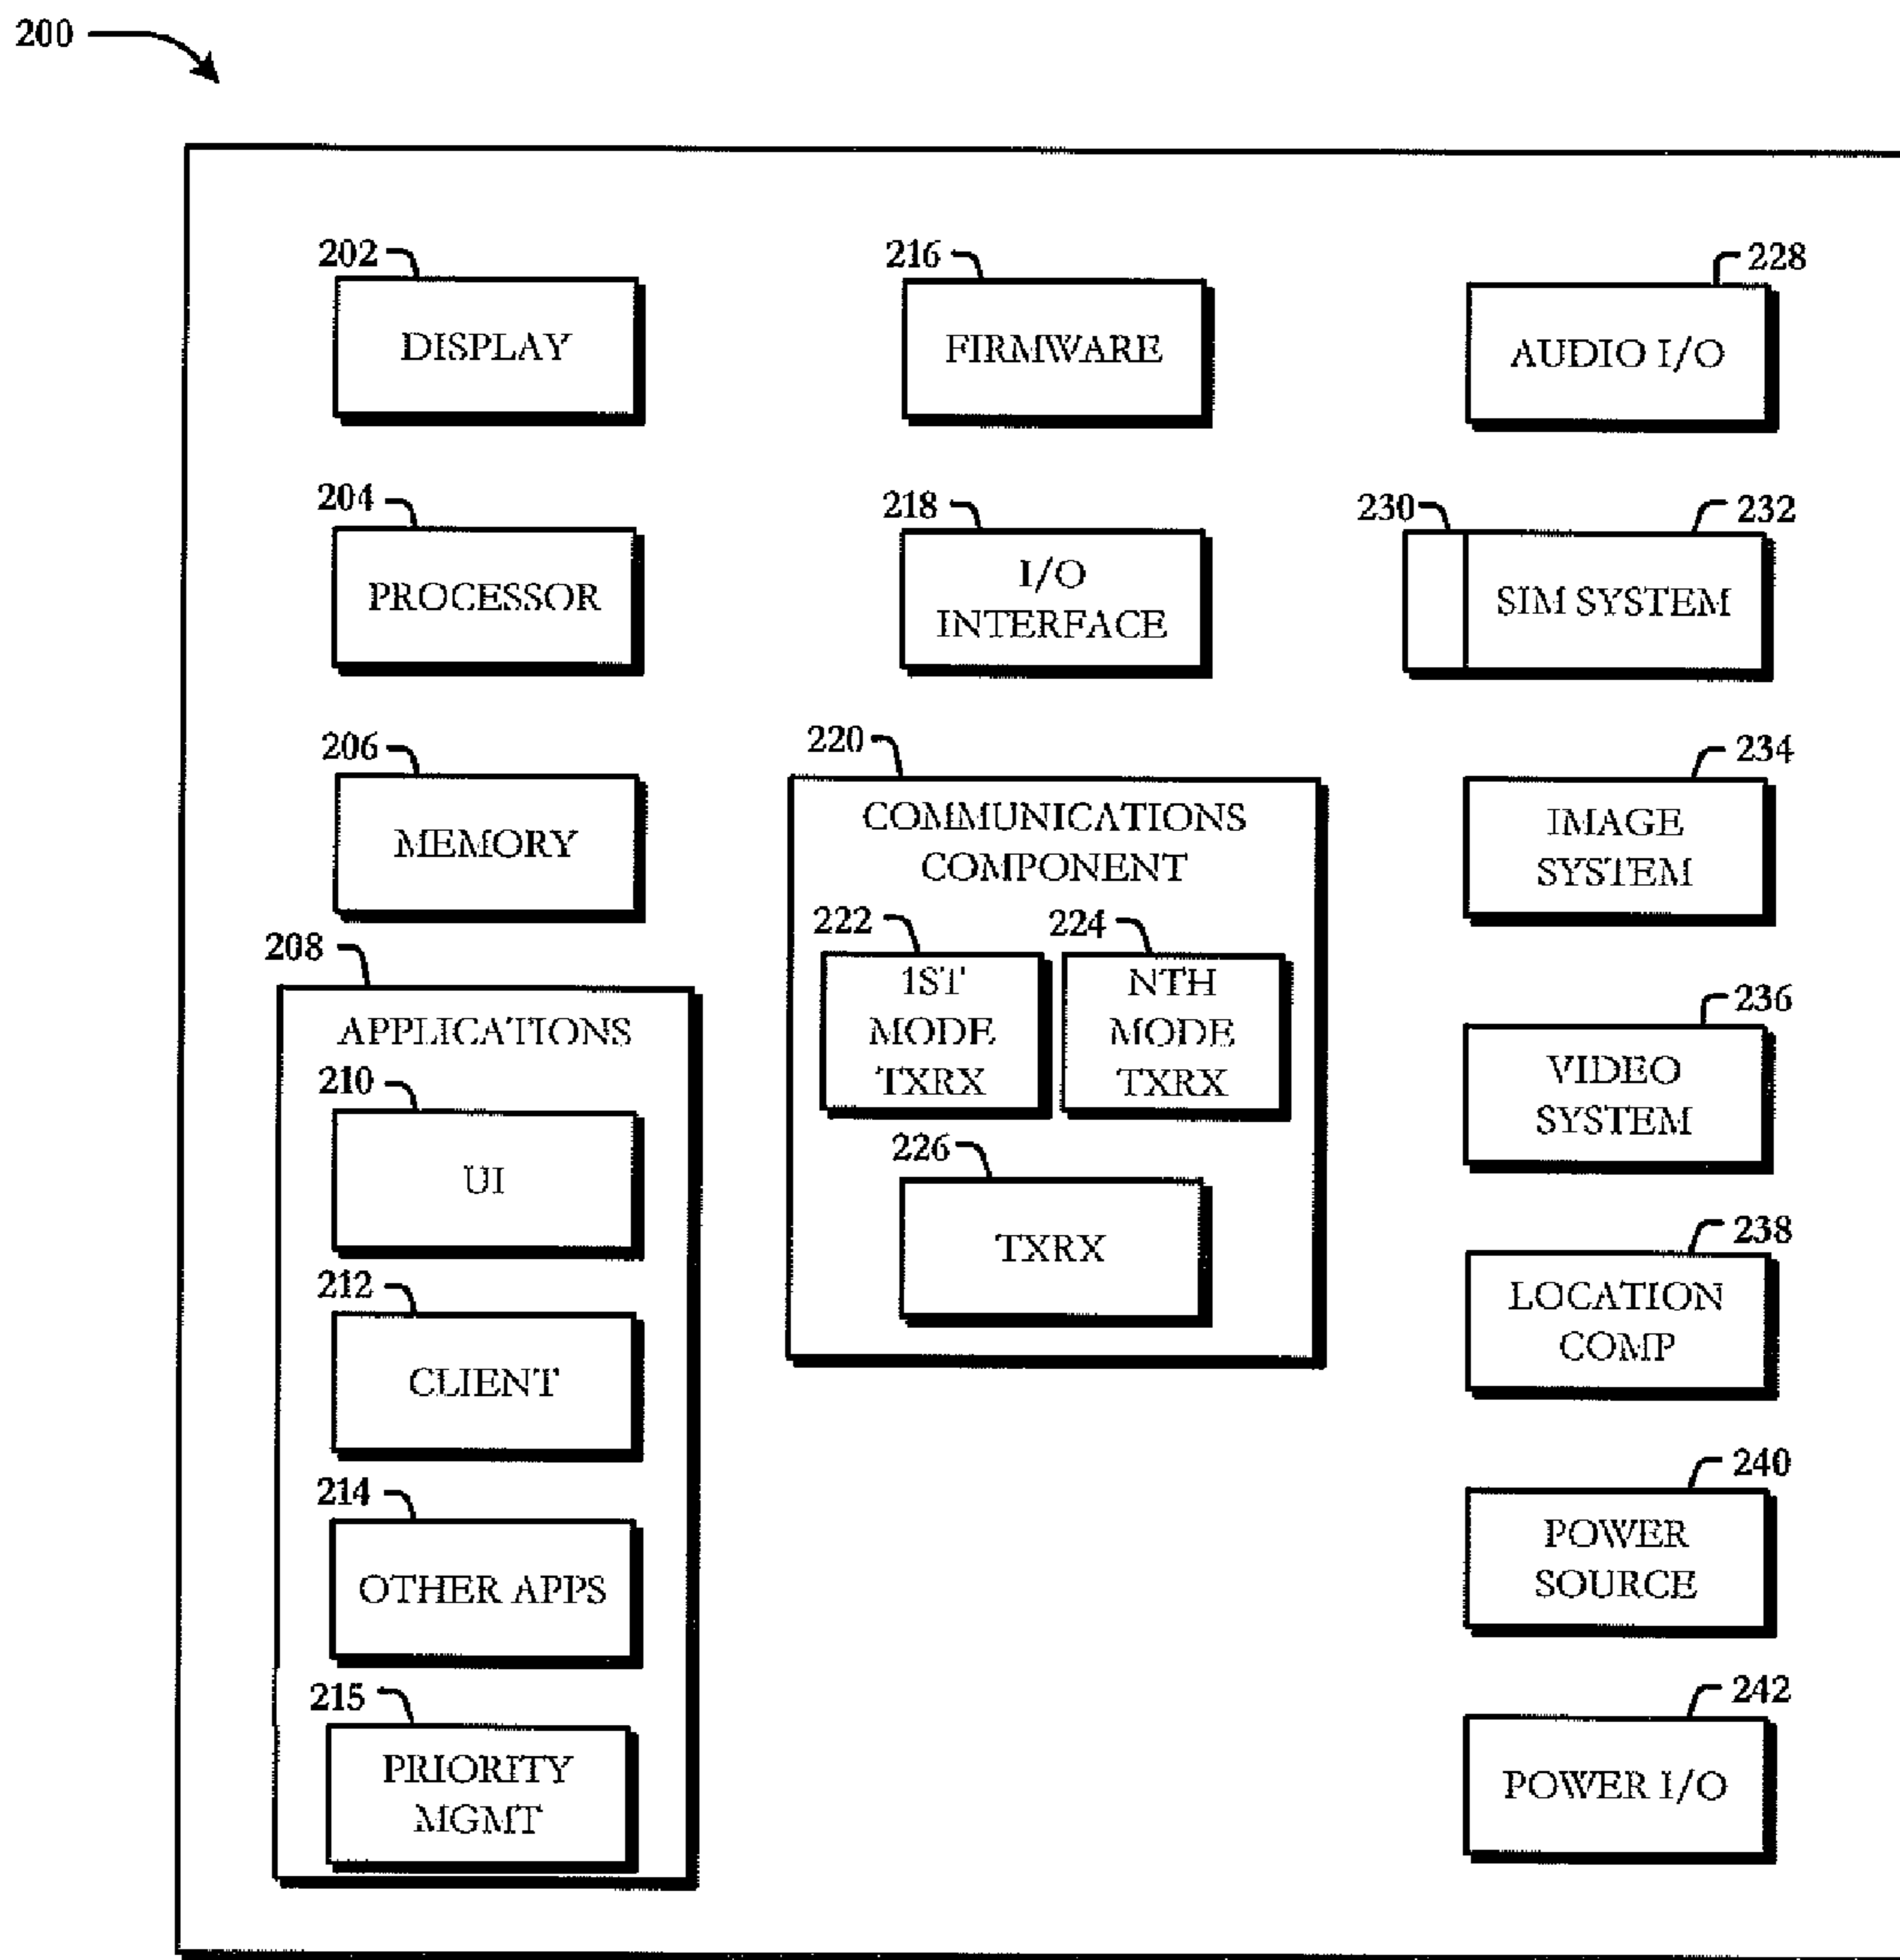 200
202
DISPLAY
204
PROCESSOR
206
MEMORY
208
APPLICATIONS
210
UI
212
CLIENT
214
OTHER APPS
215
PRIORITY
MGMT
216
FIRMWARE
218
I/O
INTERFACE
220
COMMUNICATIONS
COMPONENT
222
1ST
MODE
TXRX
224
NTH
MODE
TXRX
226
TXRX
228
AUDIO I/O
230
232
SIM SYSTEM
234
IMAGE
SYSTEM
236
VIDEO
SYSTEM
238
LOCATION
COMP
240
POWER
SOURCE
242
POWER I/O